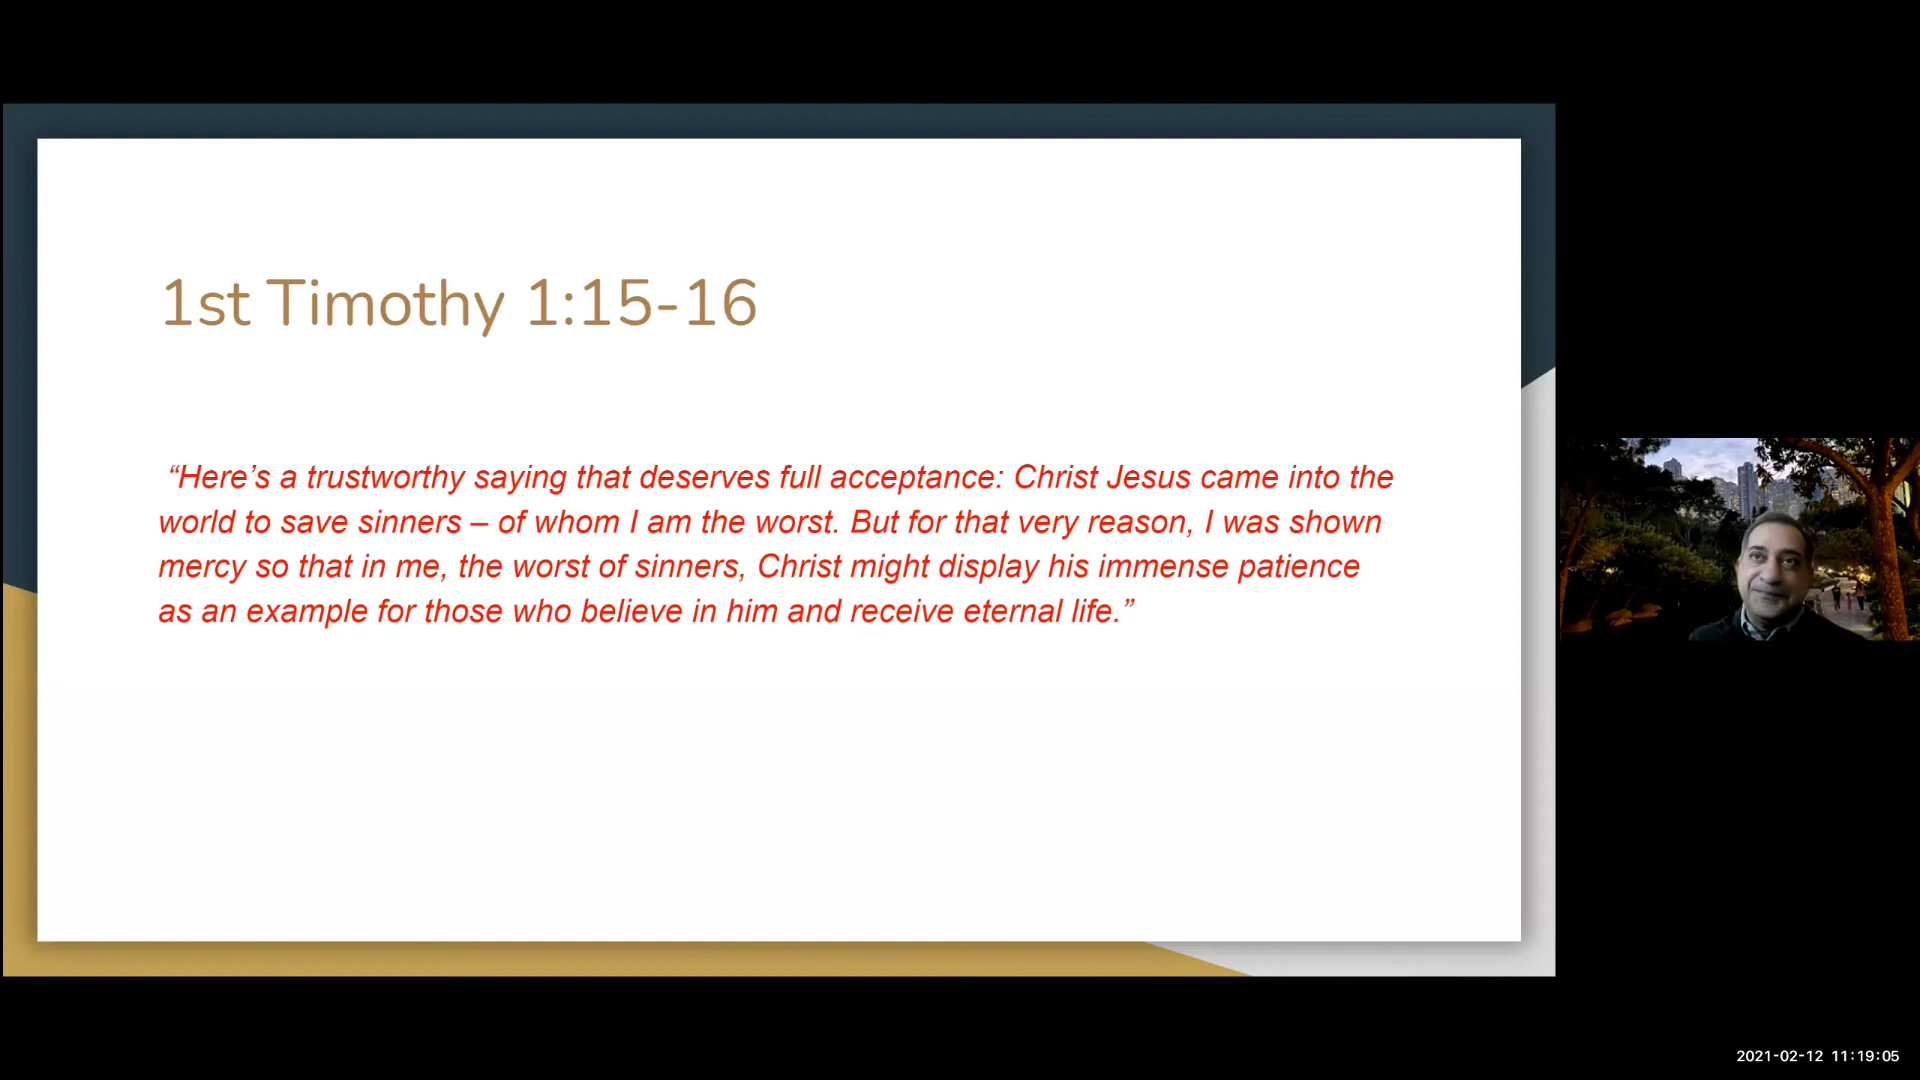 1st Timothy 1:15-16
“Here’s a trustworthy saying that deserves full acceptance: Christ Jesus came into the
world to save sinners – of whom I am the worst. But for that very reason, I was shown
mercy so that in me, the worst of sinners, Christ might display his immense patience
as an example for those who believe in him and receive eternal life.”
2021-02-12 11:19:05